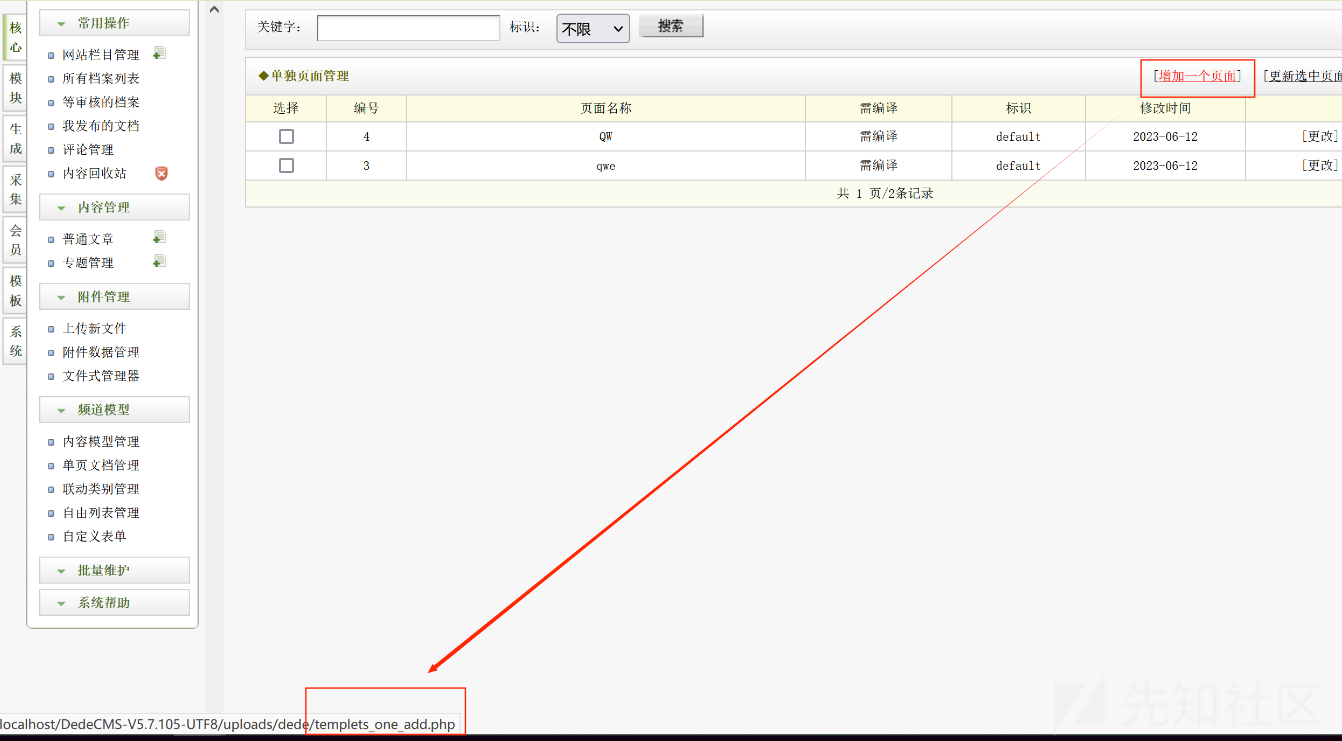 核心
模块
生成
采集
会员
模板
系统
常用操作
网站栏目管理
所有档案列表
等审核的档案
我发布的文档
评论管理
内容回收站
内容管理
普通文章
专题管理
附件管理
上传新文件
附件数据管理
文件式管理器
频道模型
内容模型管理
单页文档管理
联动类别管理
自由列表管理
自定义表单
批量维护
系统帮助
关键字: 标识: 不限 搜索
◆单独页面管理 [增加一个页面] [更新选中页面
选择 编号 页面名称 需编译 标识 修改时间
4 QW 需编译 default 2023-06-12 [更改]
3 qwe 需编译 default 2023-06-12 [更改]
共 1 页/2条记录
localhost/DedeCMS-V5.7.105-UTF8/uploads/dede/templets_one_add.php
先知社区